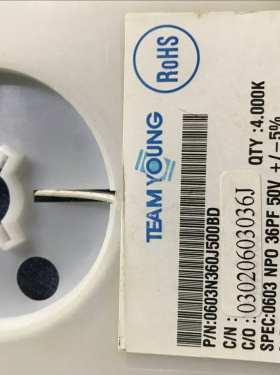 RoHS
TEAM YOUNG
P/N:0603N360J500BD
C/N :
C/O : 03020603036J
QTY :4.000K
SPEC:0603 NPO 36PF 50V +/-5%